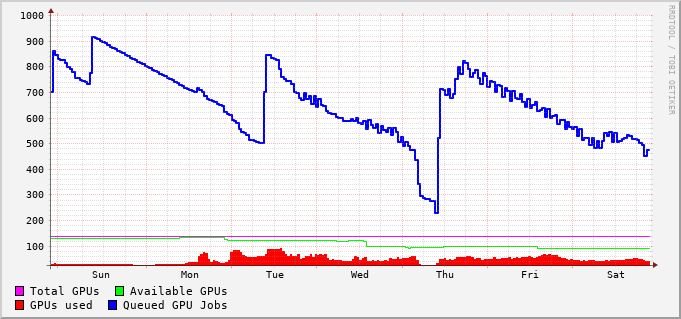 1000
900
800
700
600
500
400
300
200
100
Sun Mon Tue Wed Thu Fri Sat
Total GPUs Available GPUs
GPUs used Queued GPU Jobs
RRDTOOL / TOBI OETIKER